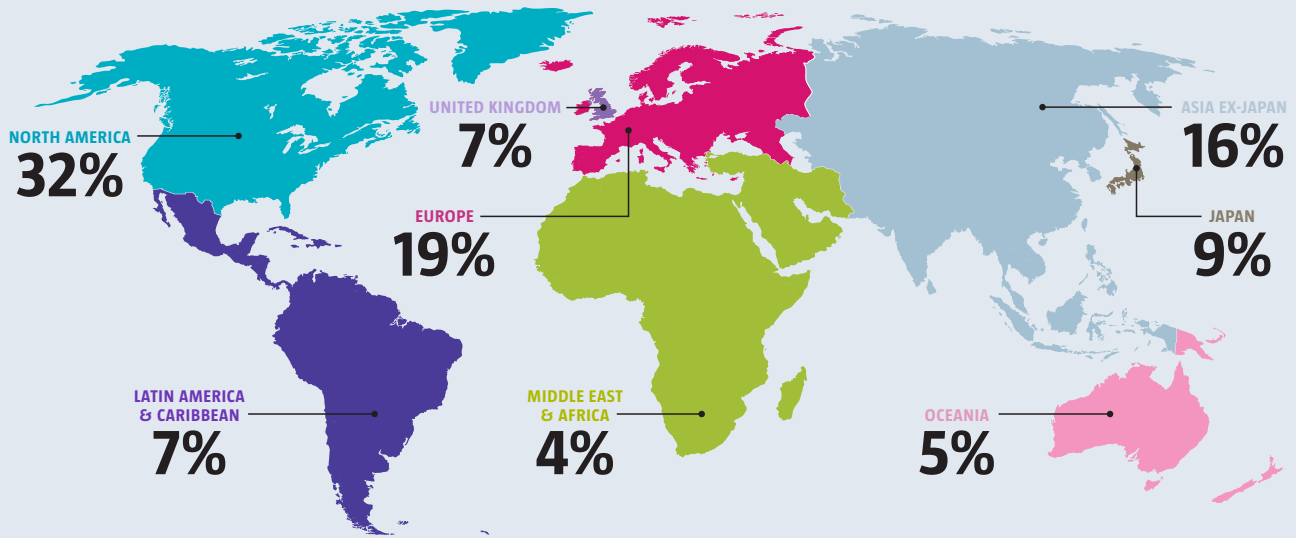 NORTH AMERICA
32%
UNITED KINGDOM
7%
EUROPE
19%
ASIA EX-JAPAN
16%
JAPAN
9%
LATIN AMERICA
& CARIBBEAN
7%
MIDDLE EAST
& AFRICA
4%
OCEANIA
5%